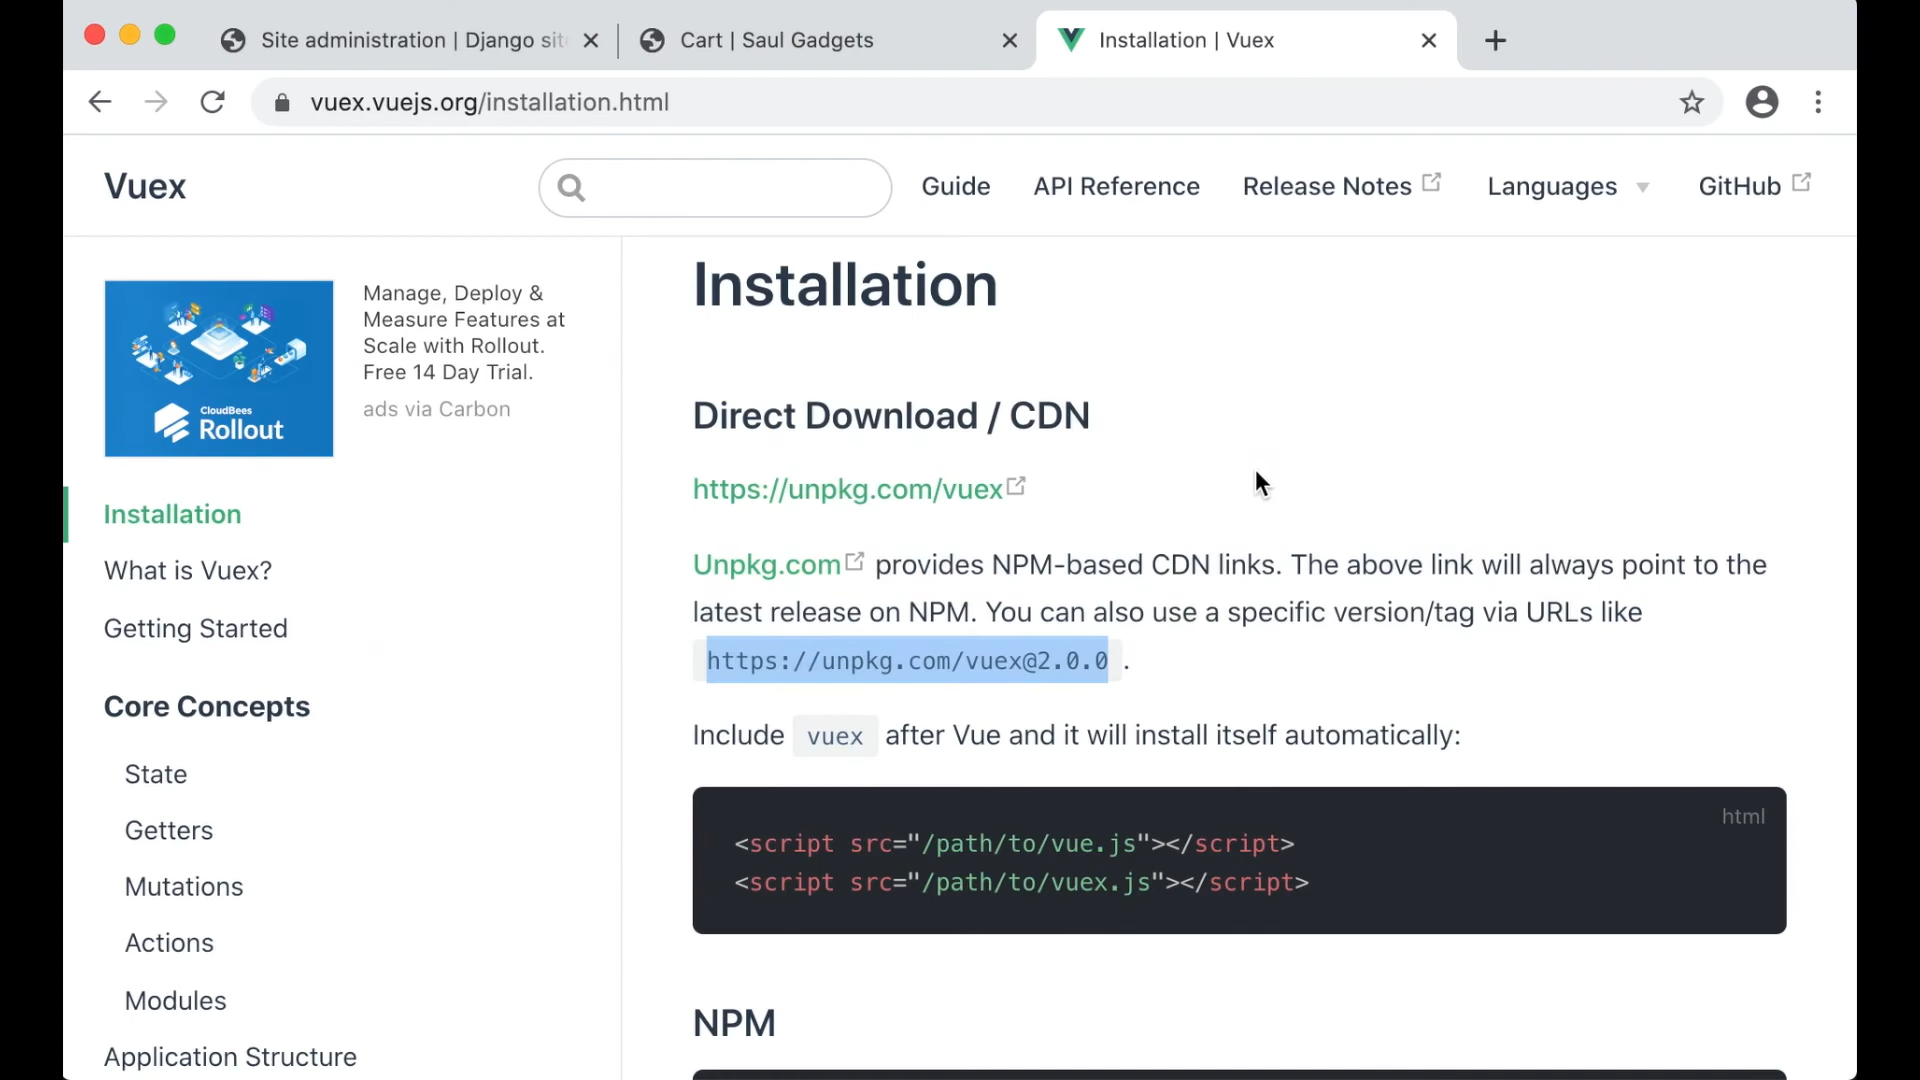 Site administration | Django sit
Cart | Saul Gadgets
Installation | Vuex
vuex.vuejs.org/installation.html
Vuex
Guide
API Reference
Release Notes
Languages
GitHub
CloudBees
Rollout
Manage, Deploy &
Measure Features at
Scale with Rollout.
Free 14 Day Trial.
ads via Carbon
Installation
What is Vuex?
Getting Started
Core Concepts
State
Getters
Mutations
Actions
Modules
Application Structure
Installation
Direct Download / CDN
https://unpkg.com/vuex
Unpkg.com provides NPM-based CDN links. The above link will always point to the
latest release on NPM. You can also use a specific version/tag via URLs like
https://unpkg.com/vuex@2.0.0 .
Include vuex after Vue and it will install itself automatically:
html
<script src="/path/to/vue.js"></script>
<script src="/path/to/vuex.js"></script>
NPM